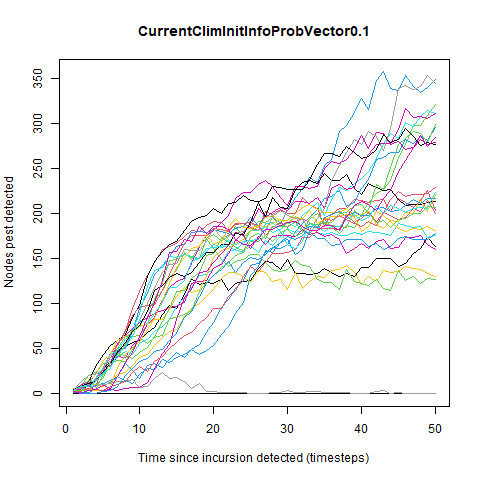 CurrentClimInitInfoProbVector0.1
350
300
250
200
150
100
50
0
Nodes pest detected
0 10 20 30 40 50
Time since incursion detected (timesteps)